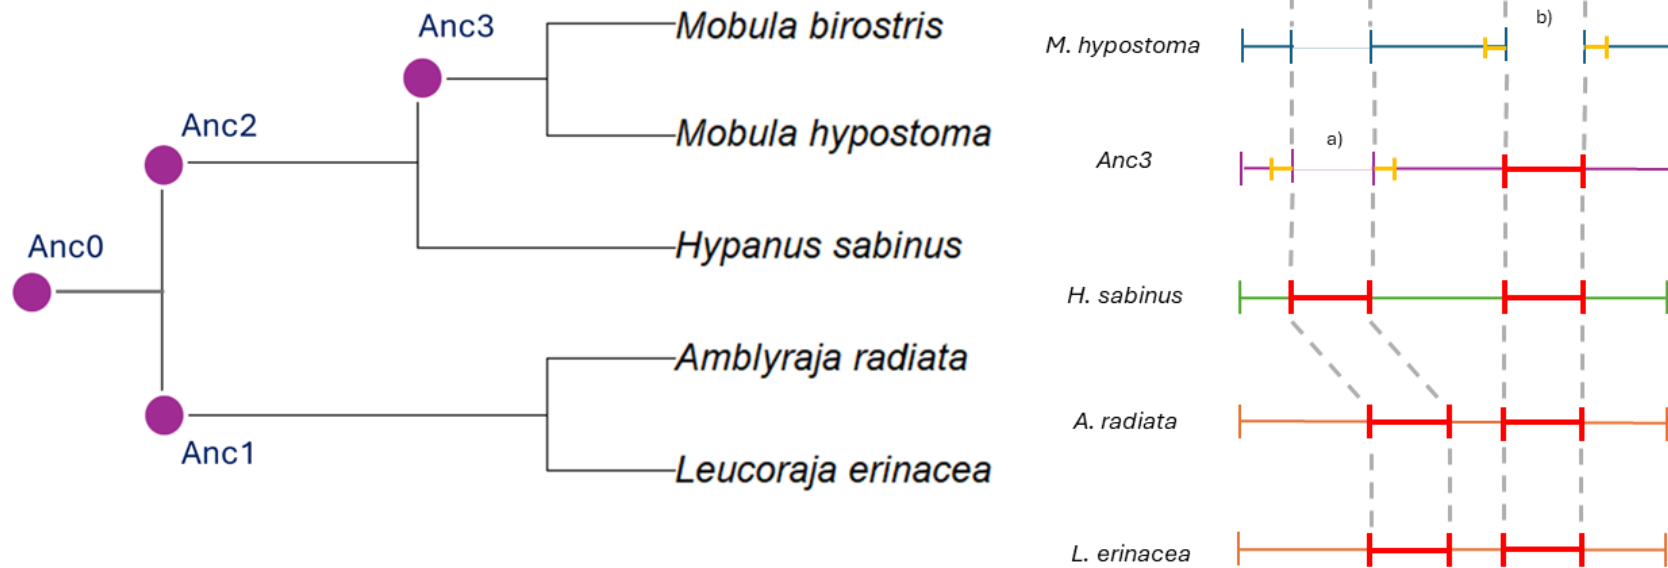 Anc3
Mobula birostris
Anc2
Mobula hypostoma
Hypanus sabinus
Anc0
Amblyraja radiata
Anc1
Leucoraja erinacea
b)
M. hypostoma
a)
Anc3
H. sabinus
A. radiata
L. erinacea